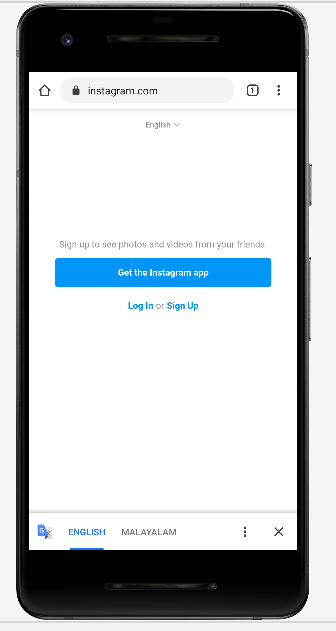 instagram.com
1
English
Sign up to see photos and videos from your friends.
Get the Instagram app
Log In or Sign Up
G ENGLISH MALAYALAM